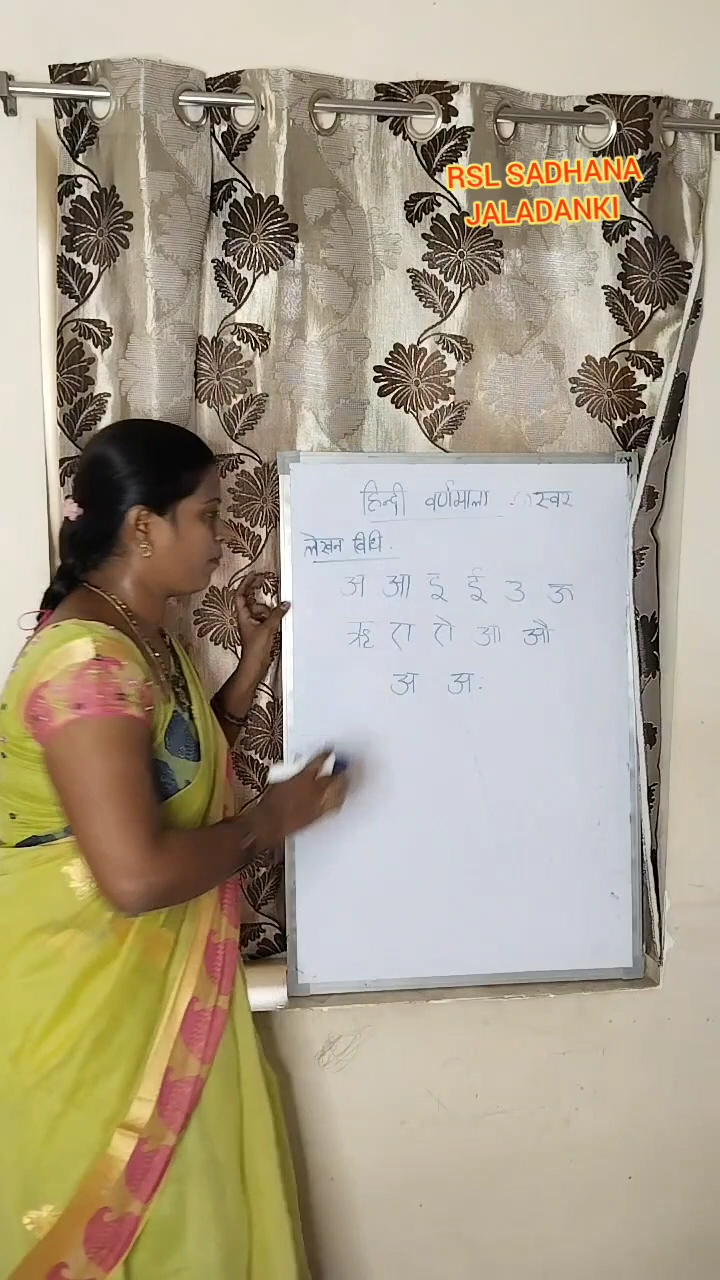 RSL SADHANA
JALADANKI
हिन्दी वर्णमाला - स्वर
लेखन विधि.
अ आ इ ई उ ऊ
ऋ ए ऐ ओ औ
अं अः